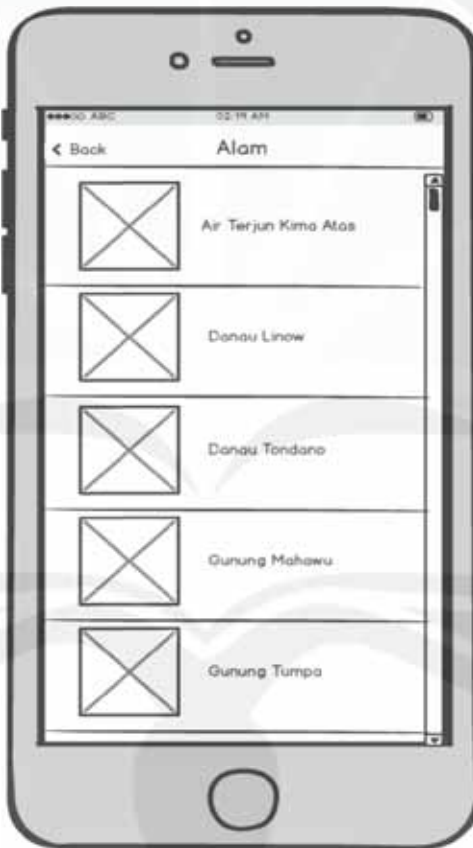 ABC 02:19 AM
< Back Alam
Air Terjun Kima Atas
Danau Linow
Danau Tondano
Gunung Mahawu
Gunung Tumpa